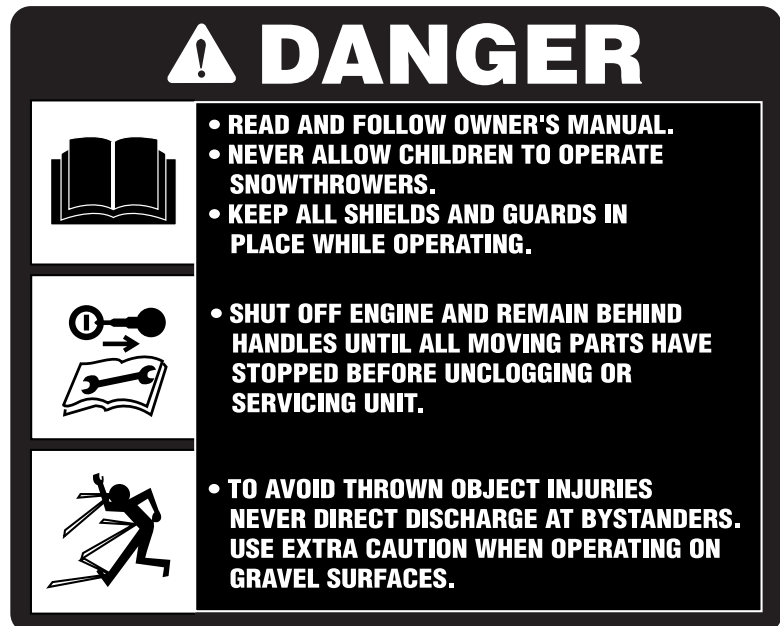 DANGER
• READ AND FOLLOW OWNER'S MANUAL.
• NEVER ALLOW CHILDREN TO OPERATE
SNOWTHROWERS.
• KEEP ALL SHIELDS AND GUARDS IN
PLACE WHILE OPERATING.
• SHUT OFF ENGINE AND REMAIN BEHIND
HANDLES UNTIL ALL MOVING PARTS HAVE
STOPPED BEFORE UNCLOGGING OR
SERVICING UNIT.
• TO AVOID THROWN OBJECT INJURIES
NEVER DIRECT DISCHARGE AT BYSTANDERS.
USE EXTRA CAUTION WHEN OPERATING ON
GRAVEL SURFACES.